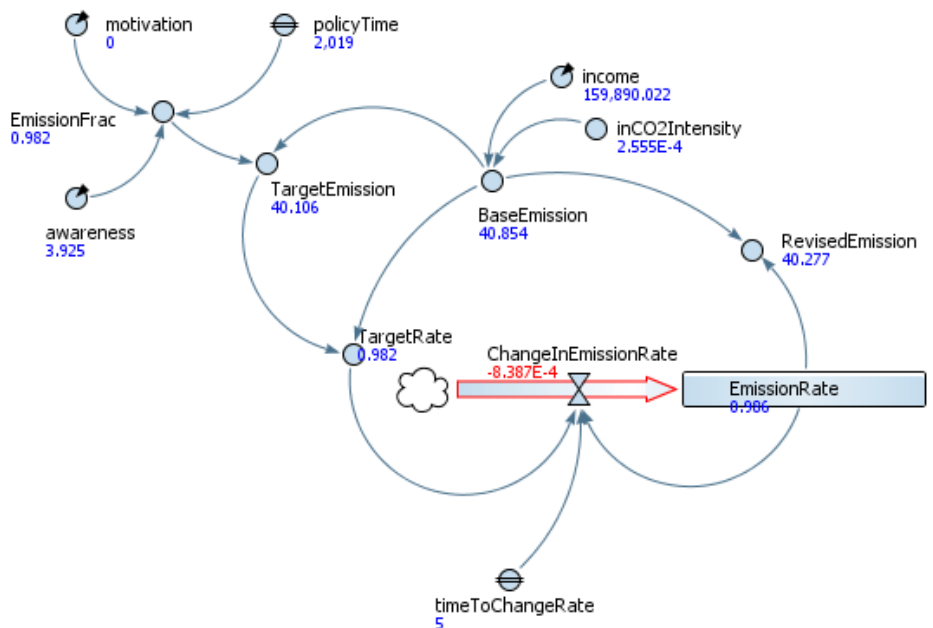 motivation
0
policyTime
2,019
income
159,890.022
EmissionFrac
0.982
inCO2Intensity
2.555E-4
TargetEmission
40.106
BaseEmission
40.854
awareness
3.925
RevisedEmission
40.277
TargetRate
0.982
ChangeInEmissionRate
-8.387E-4
EmissionRate
0.986
timeToChangeRate
5